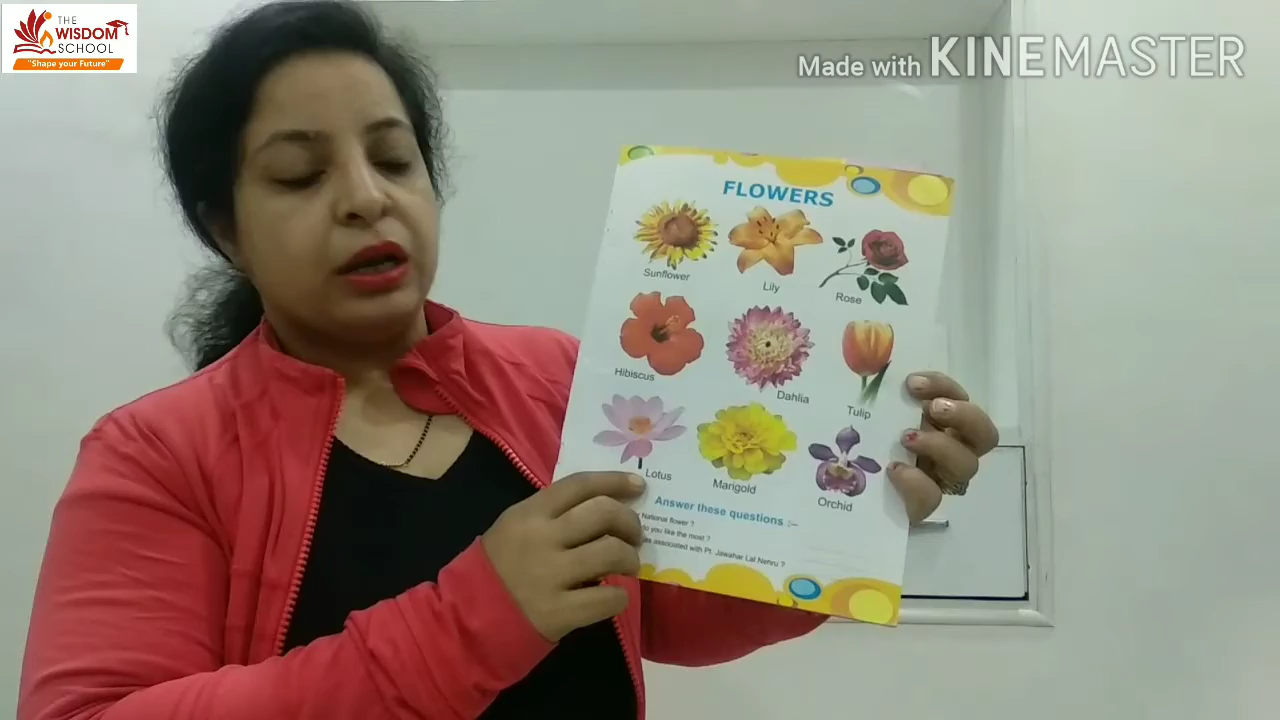 THE
WISDOM
SCHOOL
"Shape your Future"
Made with KINEMASTER
FLOWERS
Sunflower
Lily
Rose
Hibiscus
Dahlia
Tulip
Lotus
Marigold
Orchid
Answer these questions :–
National flower ?
do you like the most ?
associated with Pt. Jawahar Lal Nehru ?